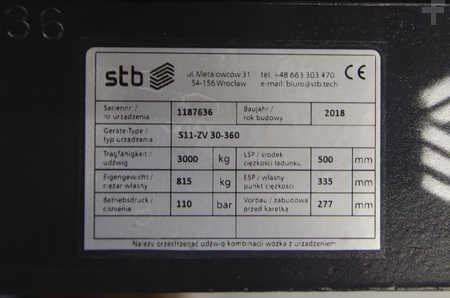 36
stb
ul. Metalowców 31 tel. +48 663 303 470
54-156 Wrocław e-mail: biuro@stb.tech
CE
Seriennr / 1187636 Baujahr / 2018
nr urządzenia rok budowy
Geräte-Type / S11-ZV 30-360
typ urządzenia
Tragfähigkeit / 3000 kg LSP / środek 500 mm
udźwig ciężkości ładunku
Eigengewicht / 815 kg ESP / własny 335 mm
ciężar własny punkt ciężkości
Betriebsdruck / 110 bar Vorbau / zabudowa 277 mm
ciśnienie przed karetką
Należy przestrzegać udźwigu kombinacji wózka z urządzeniem